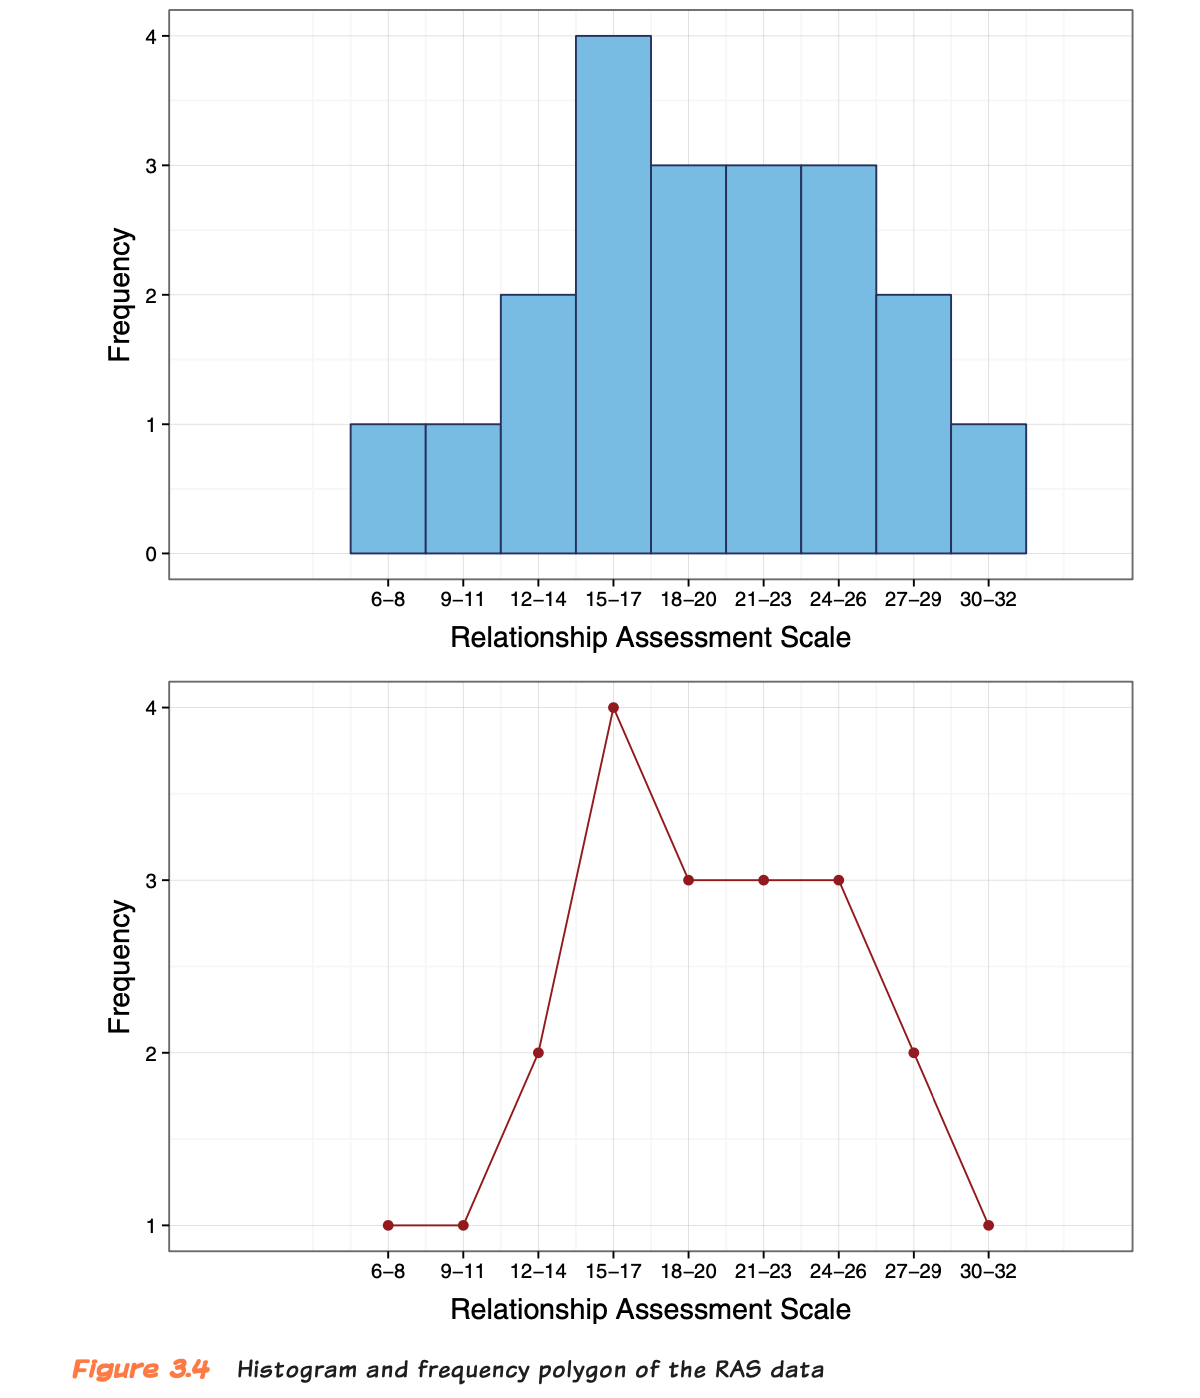 4
3
2
1
0
Frequency
6–8 9–11 12–14 15–17 18–20 21–23 24–26 27–29 30–32
Relationship Assessment Scale
4
3
2
1
Frequency
6–8 9–11 12–14 15–17 18–20 21–23 24–26 27–29 30–32
Relationship Assessment Scale
Figure 3.4 Histogram and frequency polygon of the RAS data